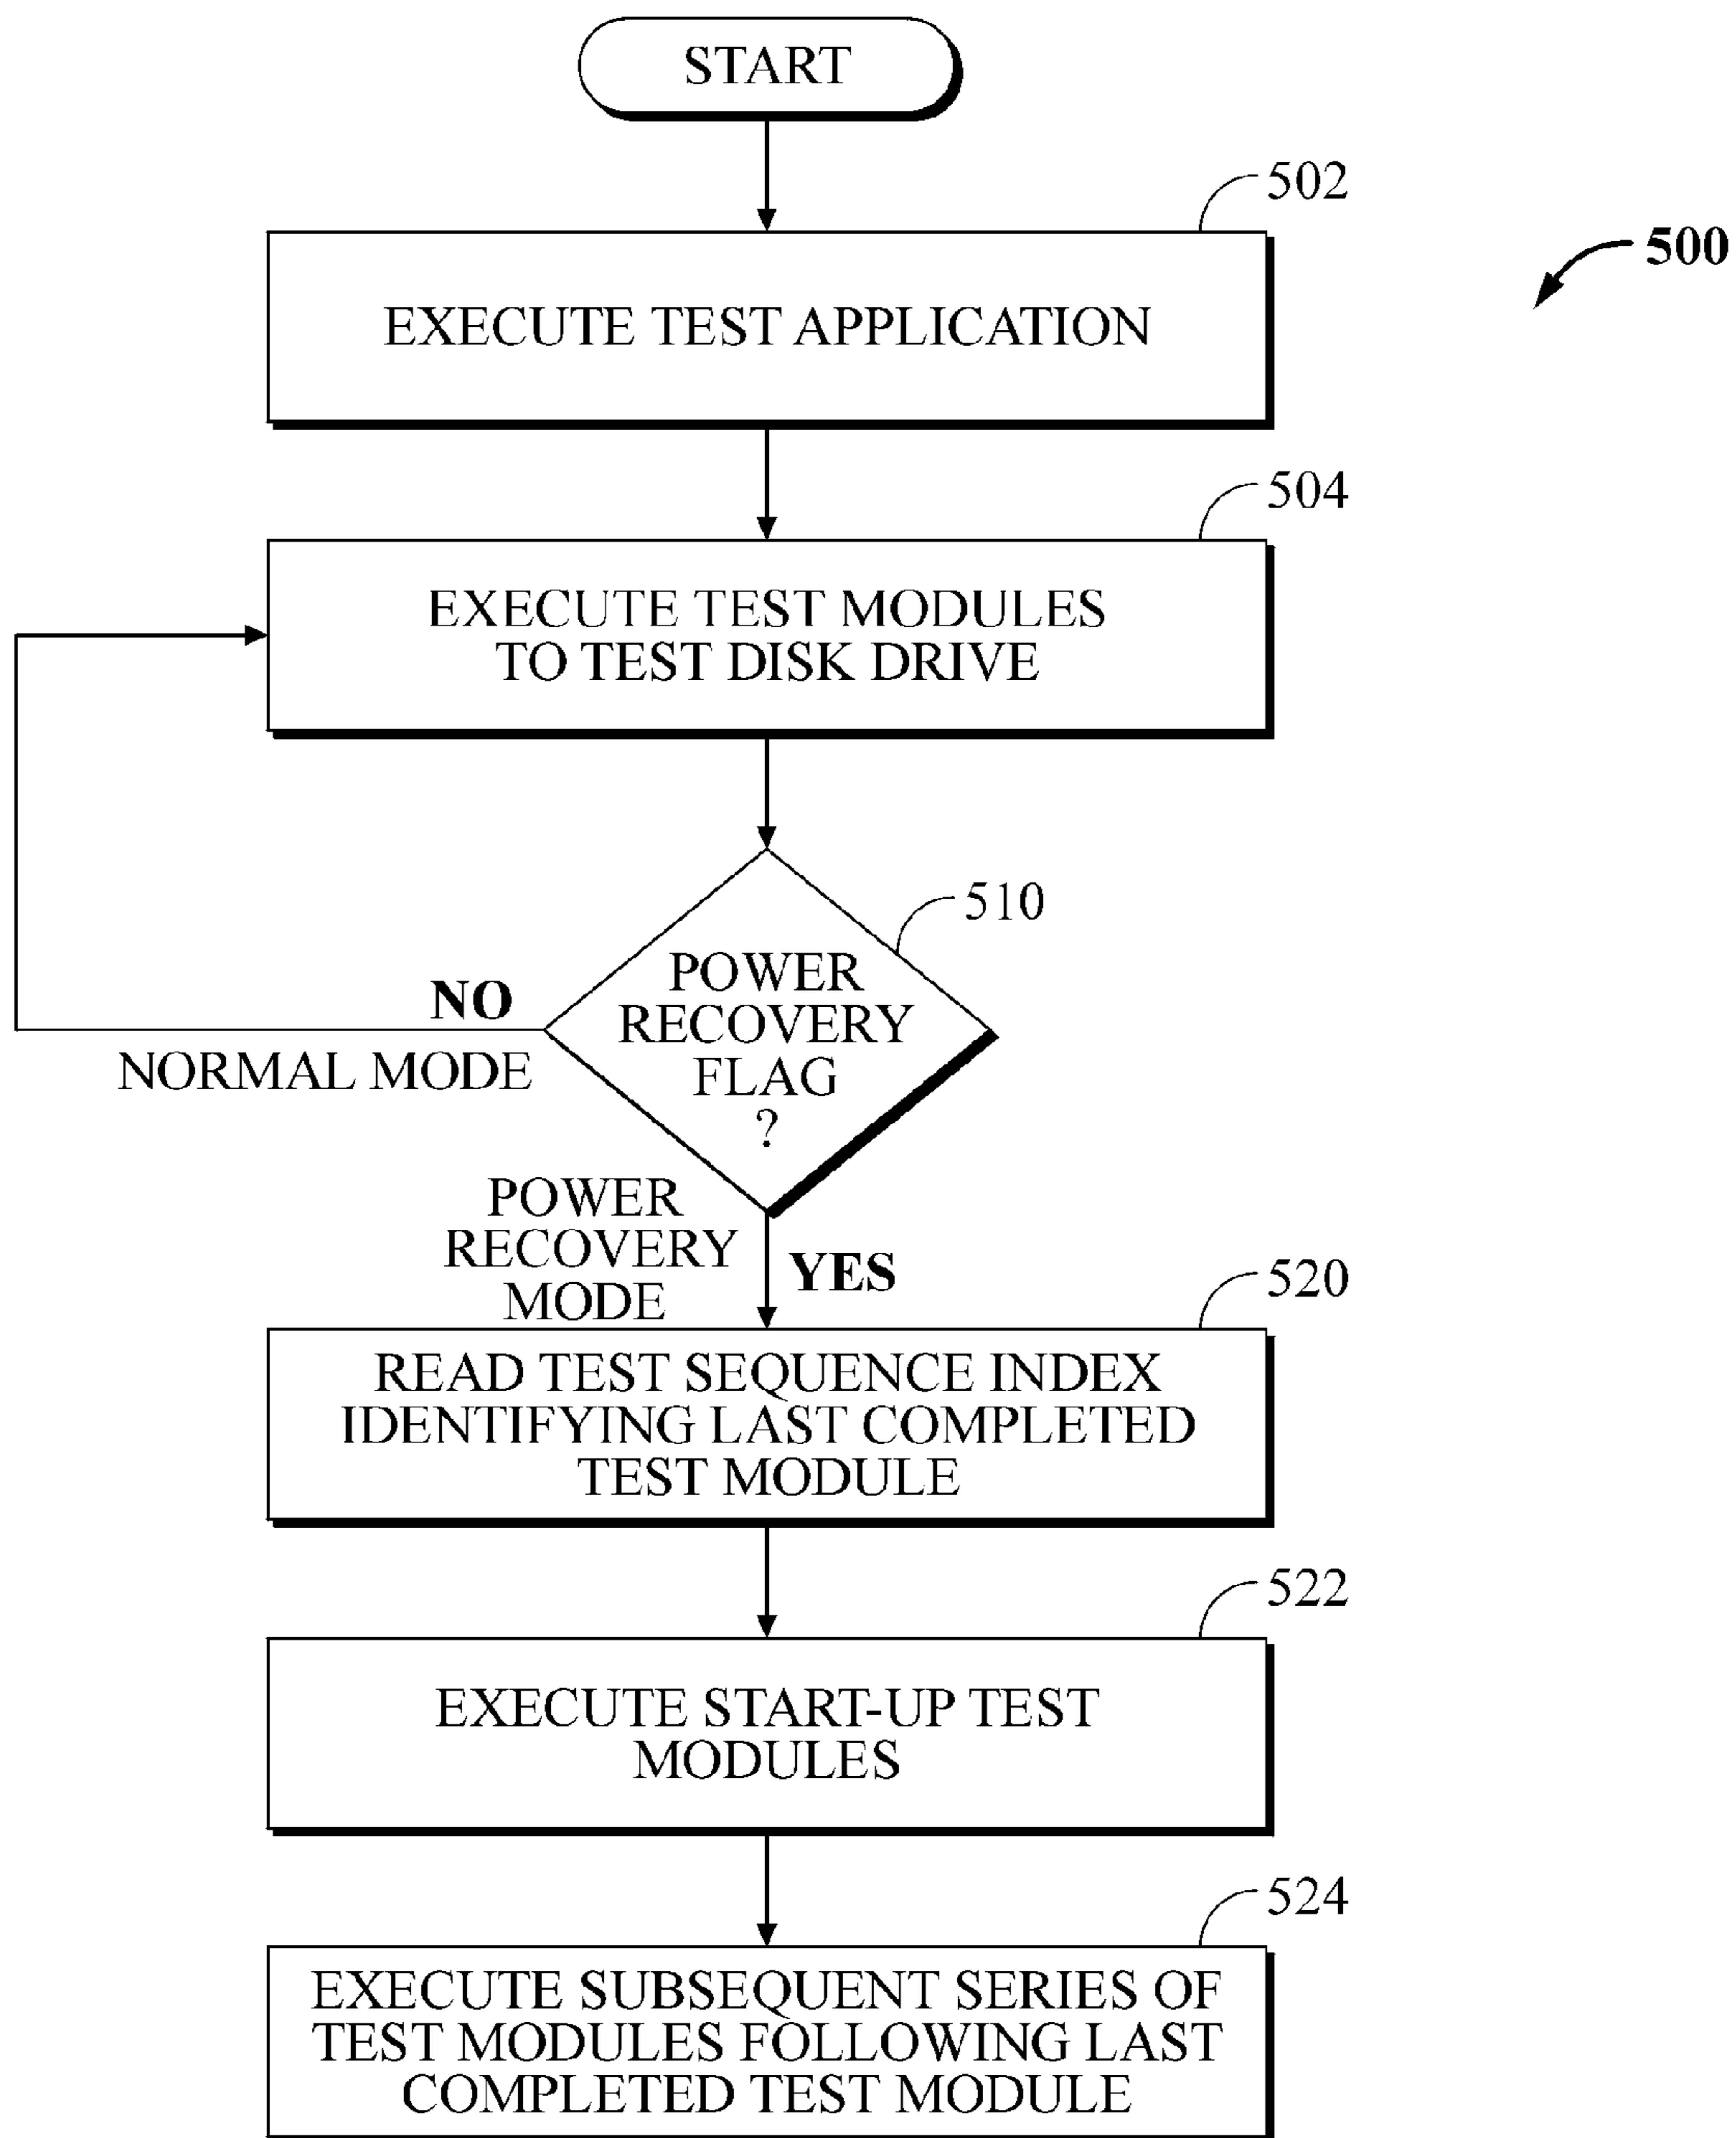 START
502
500
EXECUTE TEST APPLICATION
504
EXECUTE TEST MODULES
TO TEST DISK DRIVE
510
POWER
RECOVERY
FLAG
?
NO
NORMAL MODE
POWER
RECOVERY
MODE
YES
520
READ TEST SEQUENCE INDEX
IDENTIFYING LAST COMPLETED
TEST MODULE
522
EXECUTE START-UP TEST
MODULES
524
EXECUTE SUBSEQUENT SERIES OF
TEST MODULES FOLLOWING LAST
COMPLETED TEST MODULE